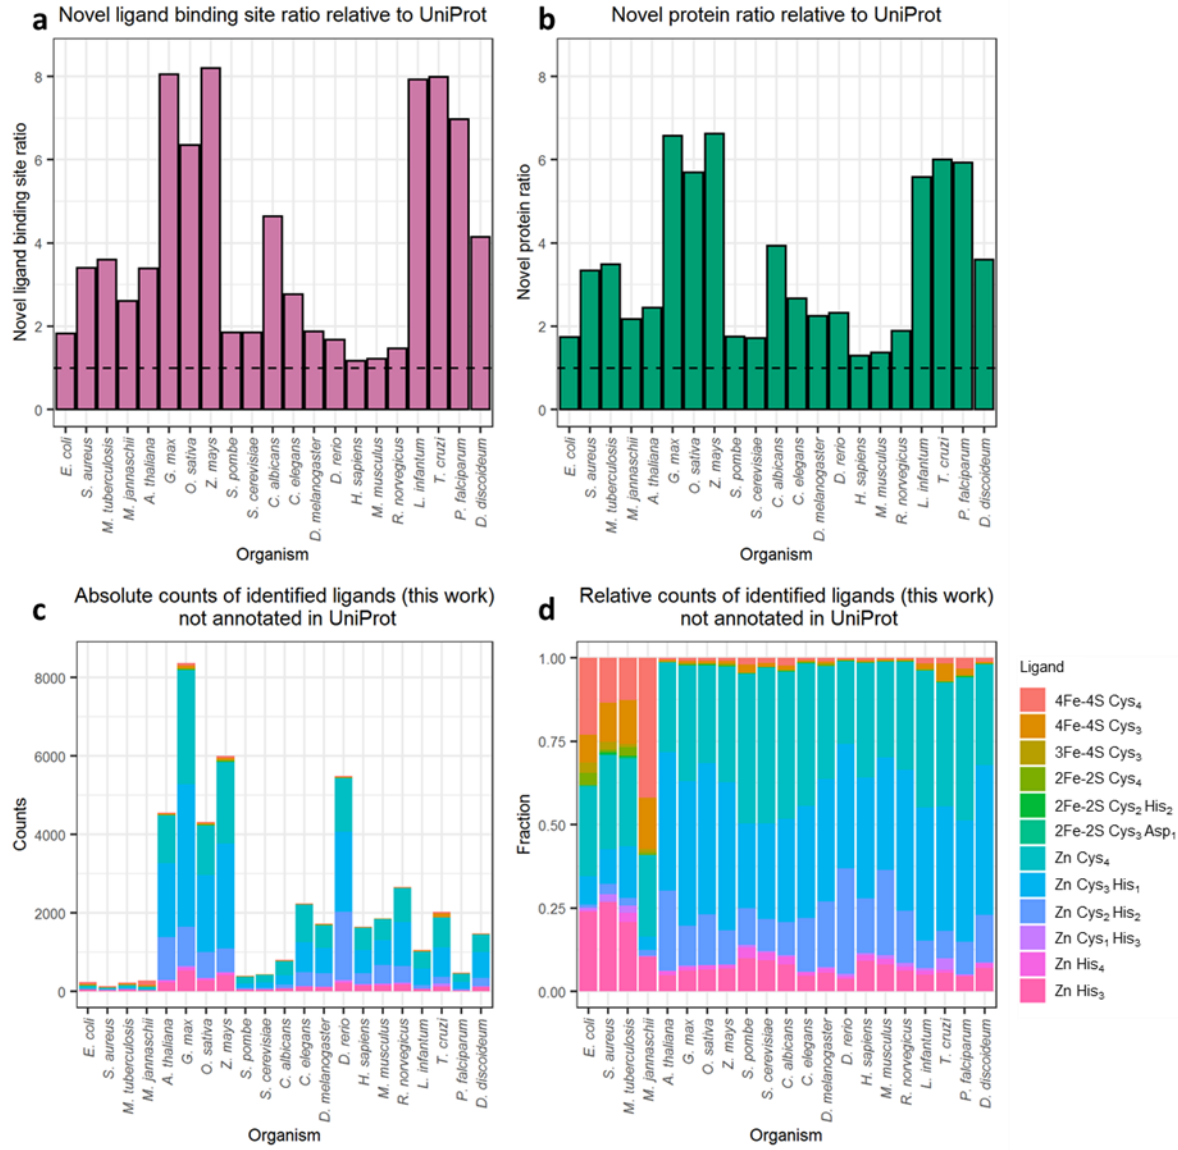 a Novel ligand binding site ratio relative to UniProt
Novel ligand binding site ratio
8
6
4
2
0
E. coli
S. aureus
M. tuberculosis
M. jannaschii
A. thaliana
G. max
O. sativa
Z. mays
S. pombe
S. cerevisiae
C. albicans
C. elegans
D. melanogaster
D. rerio
H. sapiens
M. musculus
R. norvegicus
L. infantum
T. cruzi
P. falciparum
D. discoideum
Organism
b Novel protein ratio relative to UniProt
Novel protein ratio
8
6
4
2
0
E. coli
S. aureus
M. tuberculosis
M. jannaschii
A. thaliana
G. max
O. sativa
Z. mays
S. pombe
S. cerevisiae
C. albicans
C. elegans
D. melanogaster
D. rerio
H. sapiens
M. musculus
R. norvegicus
L. infantum
T. cruzi
P. falciparum
D. discoideum
Organism
c Absolute counts of identified ligands (this work)
not annotated in UniProt
Counts
8000
6000
4000
2000
0
E. coli
S. aureus
M. tuberculosis
M. jannaschii
A. thaliana
G. max
O. sativa
Z. mays
S. pombe
S. cerevisiae
C. albicans
C. elegans
D. melanogaster
D. rerio
H. sapiens
M. musculus
R. norvegicus
L. infantum
T. cruzi
P. falciparum
D. discoideum
Organism
d Relative counts of identified ligands (this work)
not annotated in UniProt
Fraction
1.00
0.75
0.50
0.25
0.00
E. coli
S. aureus
M. tuberculosis
M. jannaschii
A. thaliana
G. max
O. sativa
Z. mays
S. pombe
S. cerevisiae
C. albicans
C. elegans
D. melanogaster
D. rerio
H. sapiens
M. musculus
R. norvegicus
L. infantum
T. cruzi
P. falciparum
D. discoideum
Organism
Ligand
4Fe-4S Cys₄
4Fe-4S Cys₃
3Fe-4S Cys₃
2Fe-2S Cys₄
2Fe-2S Cys₂ His₂
2Fe-2S Cys₃ Asp₁
Zn Cys₄
Zn Cys₃ His₁
Zn Cys₂ His₂
Zn Cys₁ His₃
Zn His₄
Zn His₃